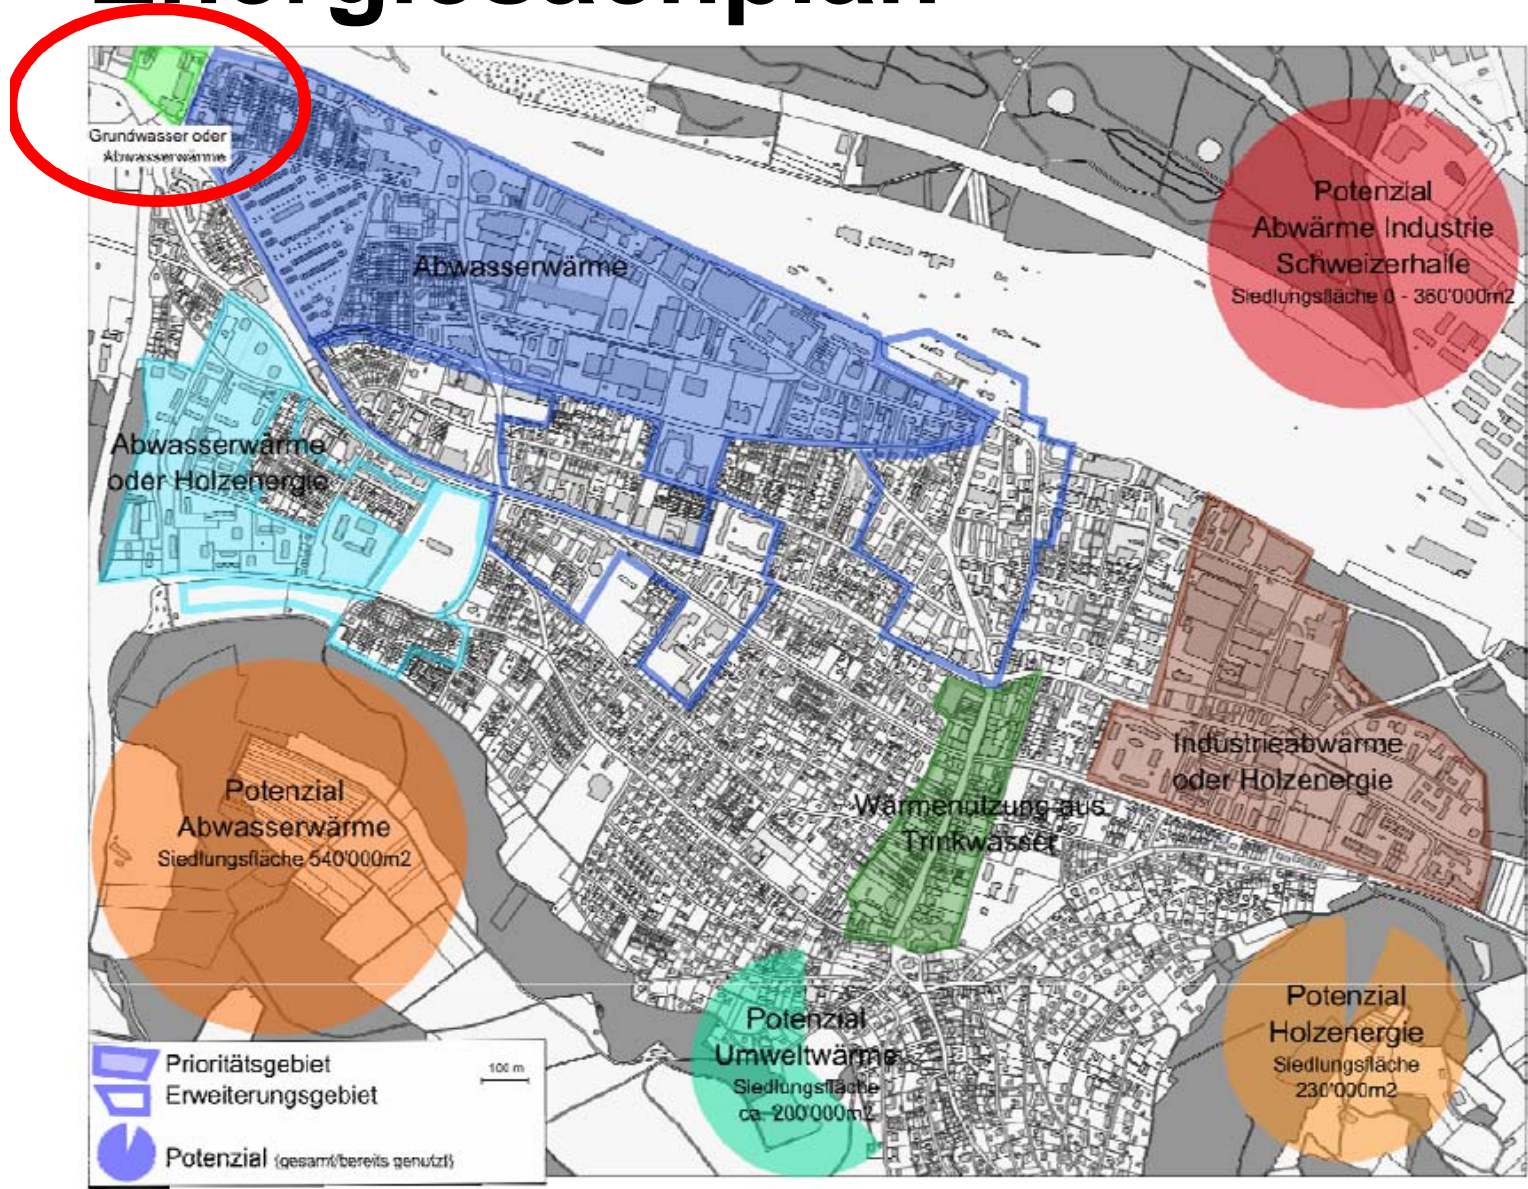 Energiesachplan
Grundwasser oder
Abwasserwärme
Potenzial
Abwärme Industrie
Schweizerhalle
Siedlungsfläche 0 - 360'000m2
Abwasserwärme
Abwasserwärme
oder Holzenergie
Industrieabwärme
oder Holzenergie
Wärmenutzung aus
Trinkwasser
Potenzial
Abwasserwärme
Siedlungsfläche 540'000m2
Potenzial
Umweltwärme
Siedlungsfläche
ca. 200'000m2
Potenzial
Holzenergie
Siedlungsfläche
230'000m2
Prioritätsgebiet
100 m
Erweiterungsgebiet
Potenzial (gesamt/bereits genutzt)